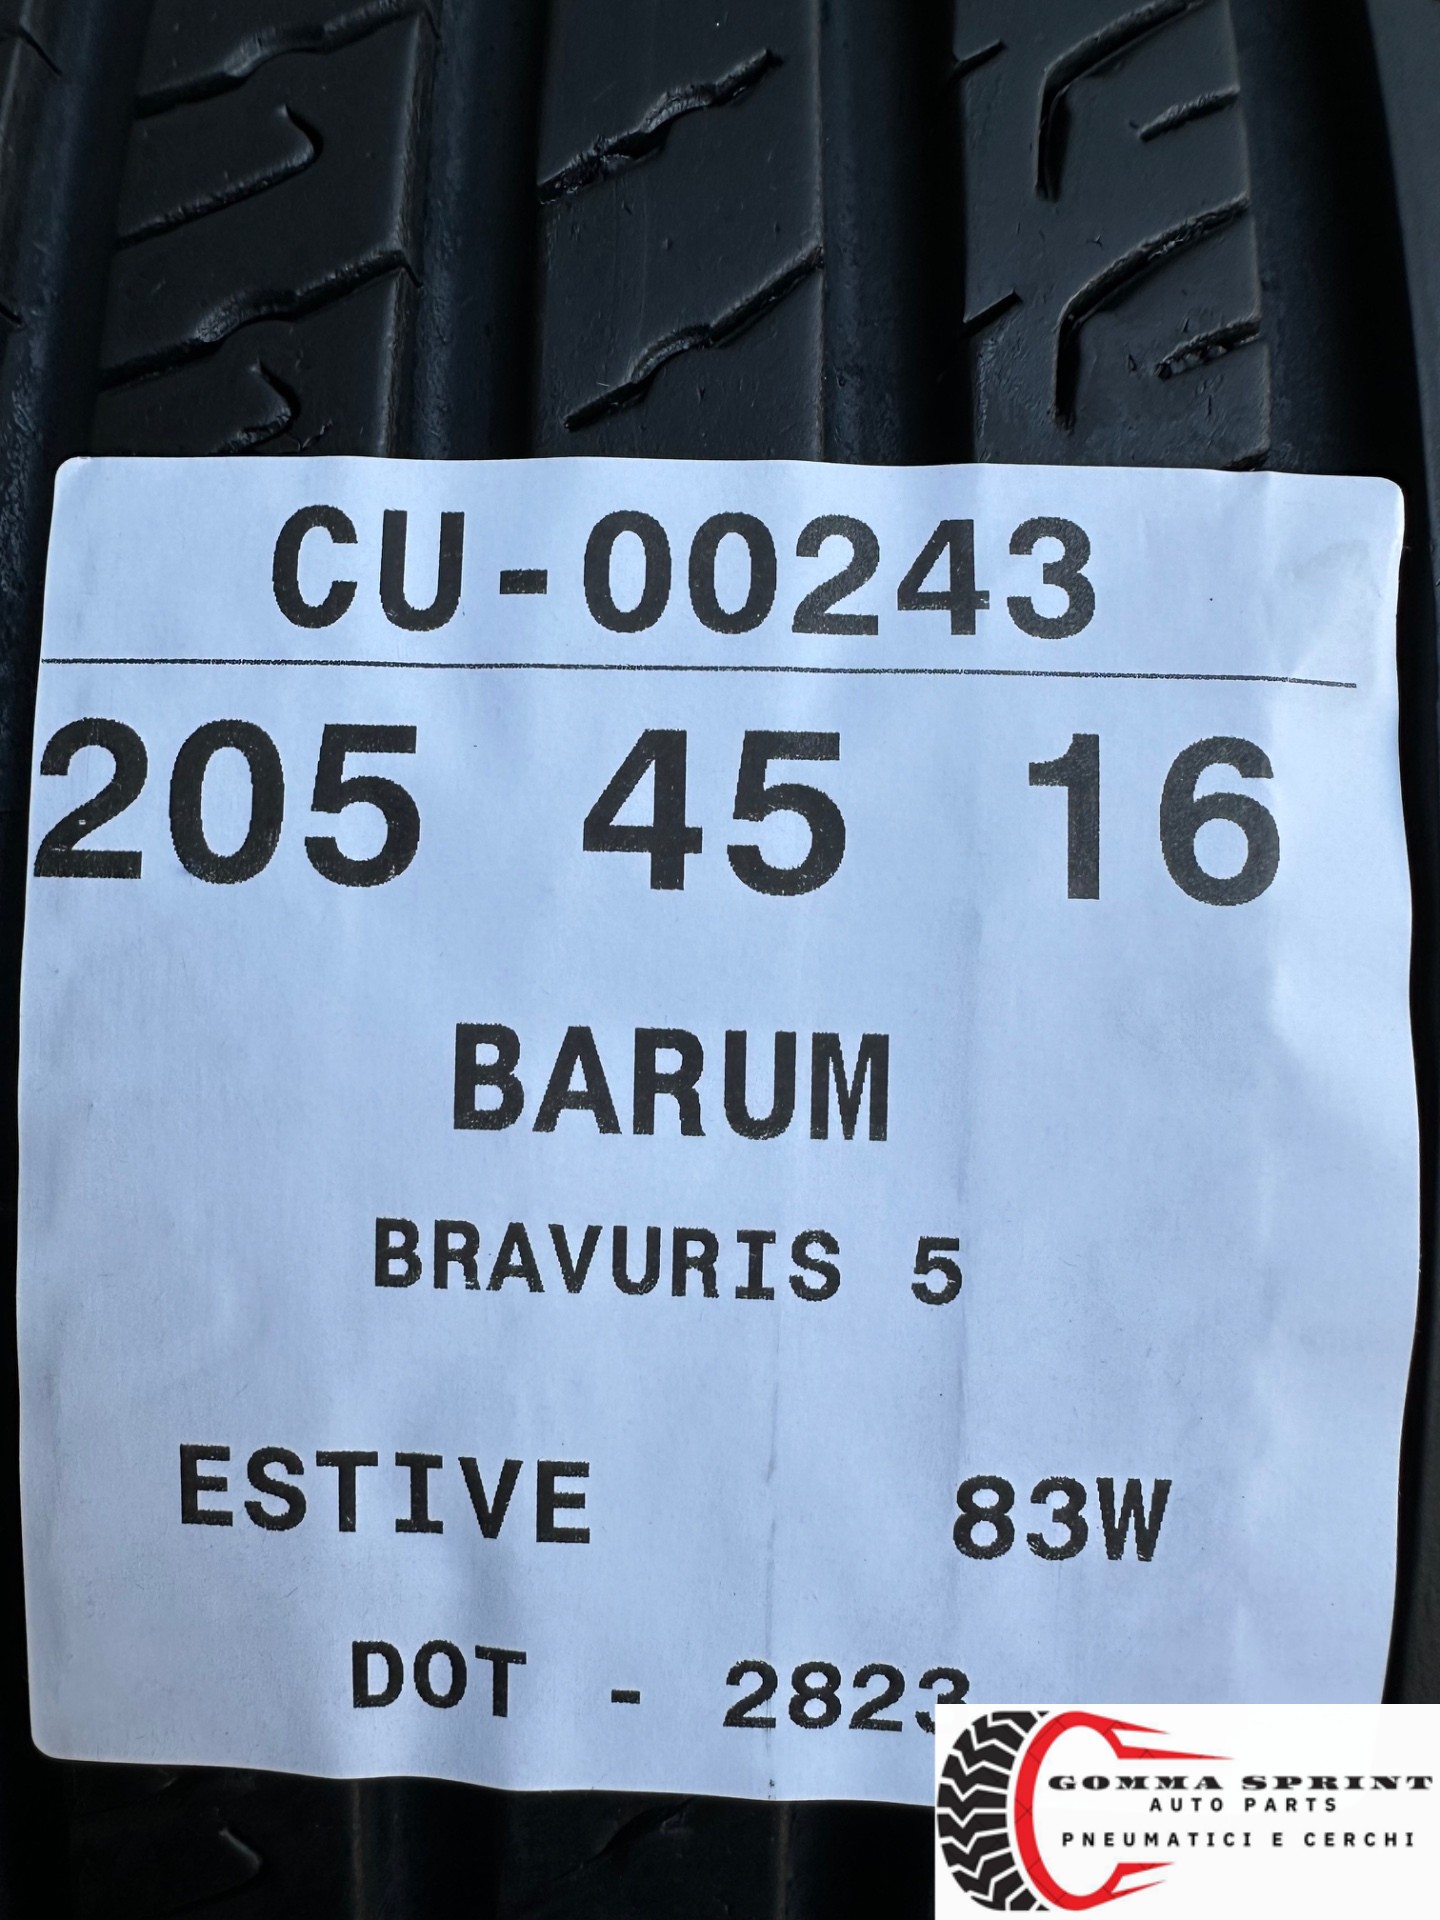 CU-00243
205 45 16
BARUM
BRAVURIS 5
ESTIVE 83W
DOT - 2823
GOMMA SPRINT
AUTO PARTS
PNEUMATICI E CERCHI